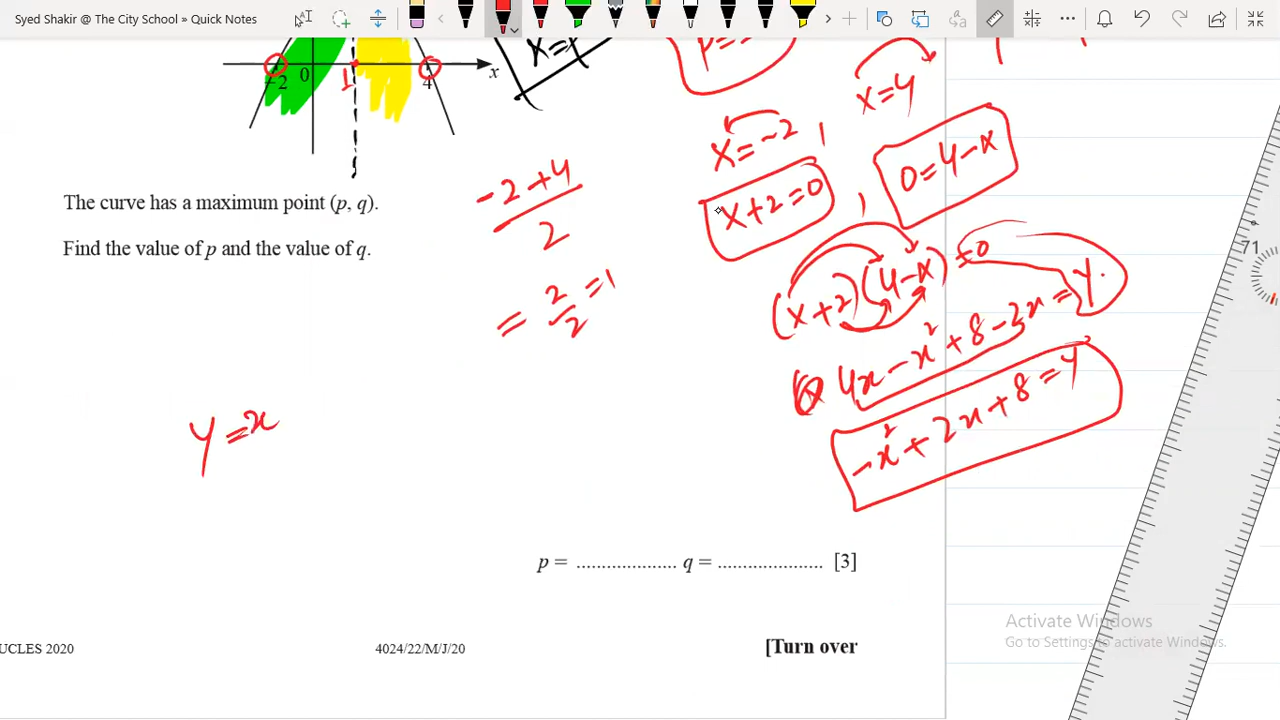 Syed Shakir @ The City School » Quick Notes
-2 0 1 4 x
x=4
x=-2 ,
x+2=0 , 0=4-x
-2+4
2
= 2/2 =1
The curve has a maximum point (p, q).
Find the value of p and the value of q.
(x+2)(4-x)=0
4x-x²+8-2x=y
-x²+2x+8=y
y=x
71
p = .................... q = ..................... [3]
Activate Windows
Go to Settings to activate Windows.
UCLES 2020 4024/22/M/J/20 [Turn over